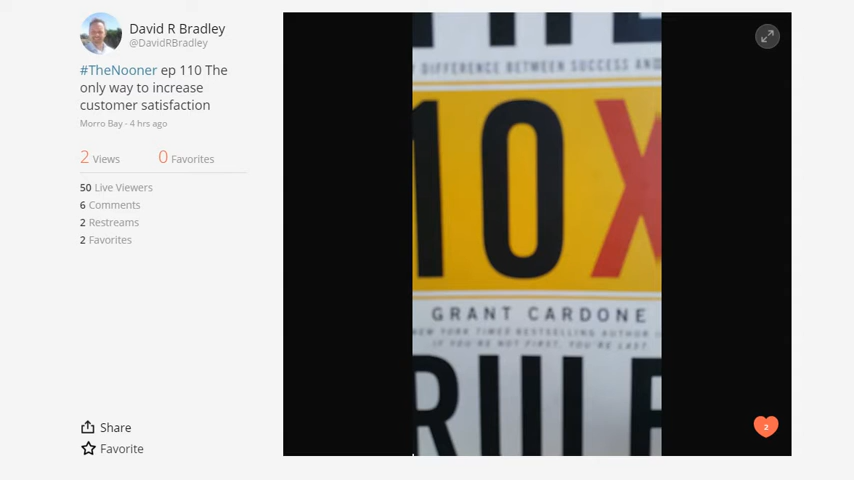 David R Bradley
@DavidRBradley
#TheNooner ep 110 The
only way to increase
customer satisfaction
Morro Bay - 4 hrs ago
2 Views 0 Favorites
50 Live Viewers
6 Comments
2 Restreams
2 Favorites
Share
Favorite
DIFFERENCE BETWEEN SUCCESS AND
10X
GRANT CARDONE
NEW YORK TIMES BESTSELLING AUTHOR
IF YOU'RE NOT FIRST, YOU'RE LAST
RULE
2